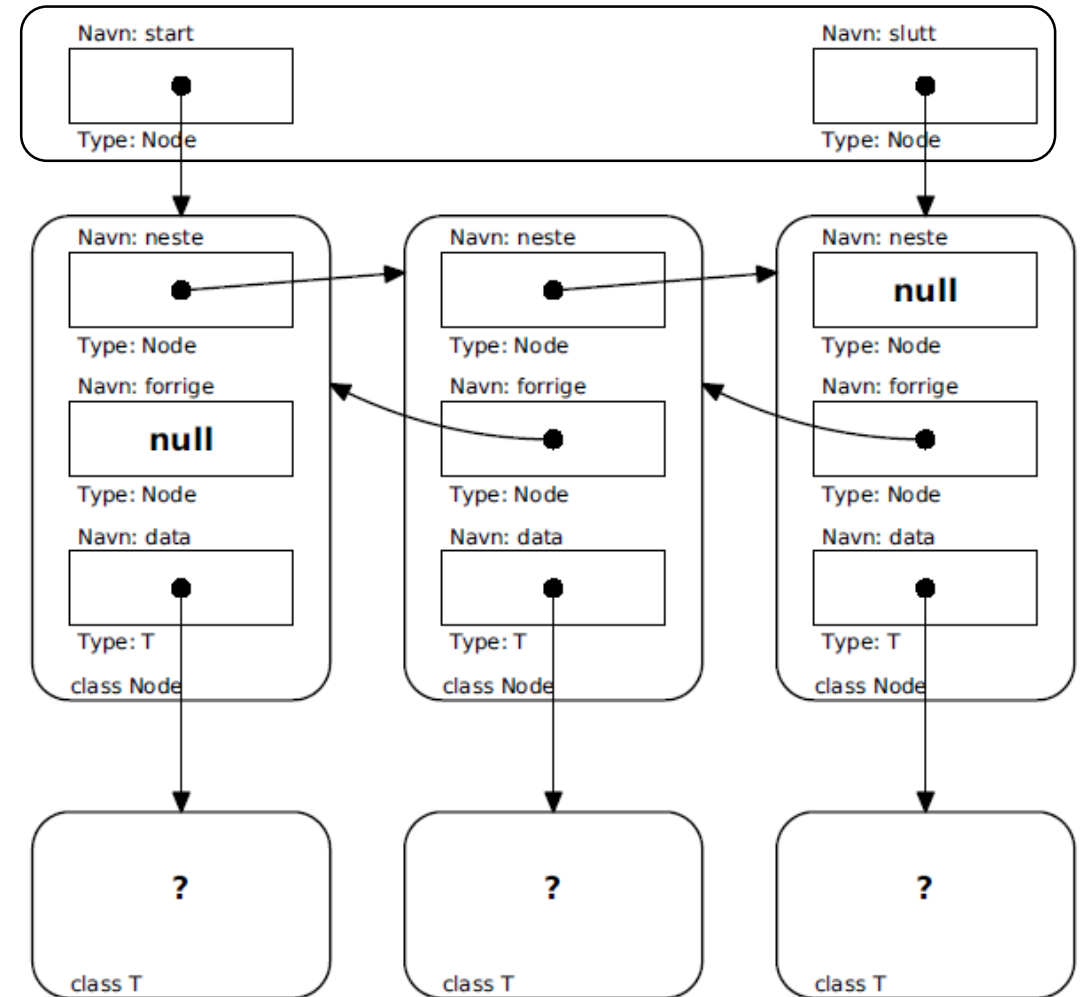 Navn: start
Navn: slutt
Type: Node
Type: Node
Navn: neste
Navn: neste
Navn: neste
null
Type: Node
Type: Node
Type: Node
Navn: forrige
Navn: forrige
Navn: forrige
null
Type: Node
Type: Node
Type: Node
Navn: data
Navn: data
Navn: data
Type: T
Type: T
Type: T
class Node
class Node
class Node
?
?
?
class T
class T
class T